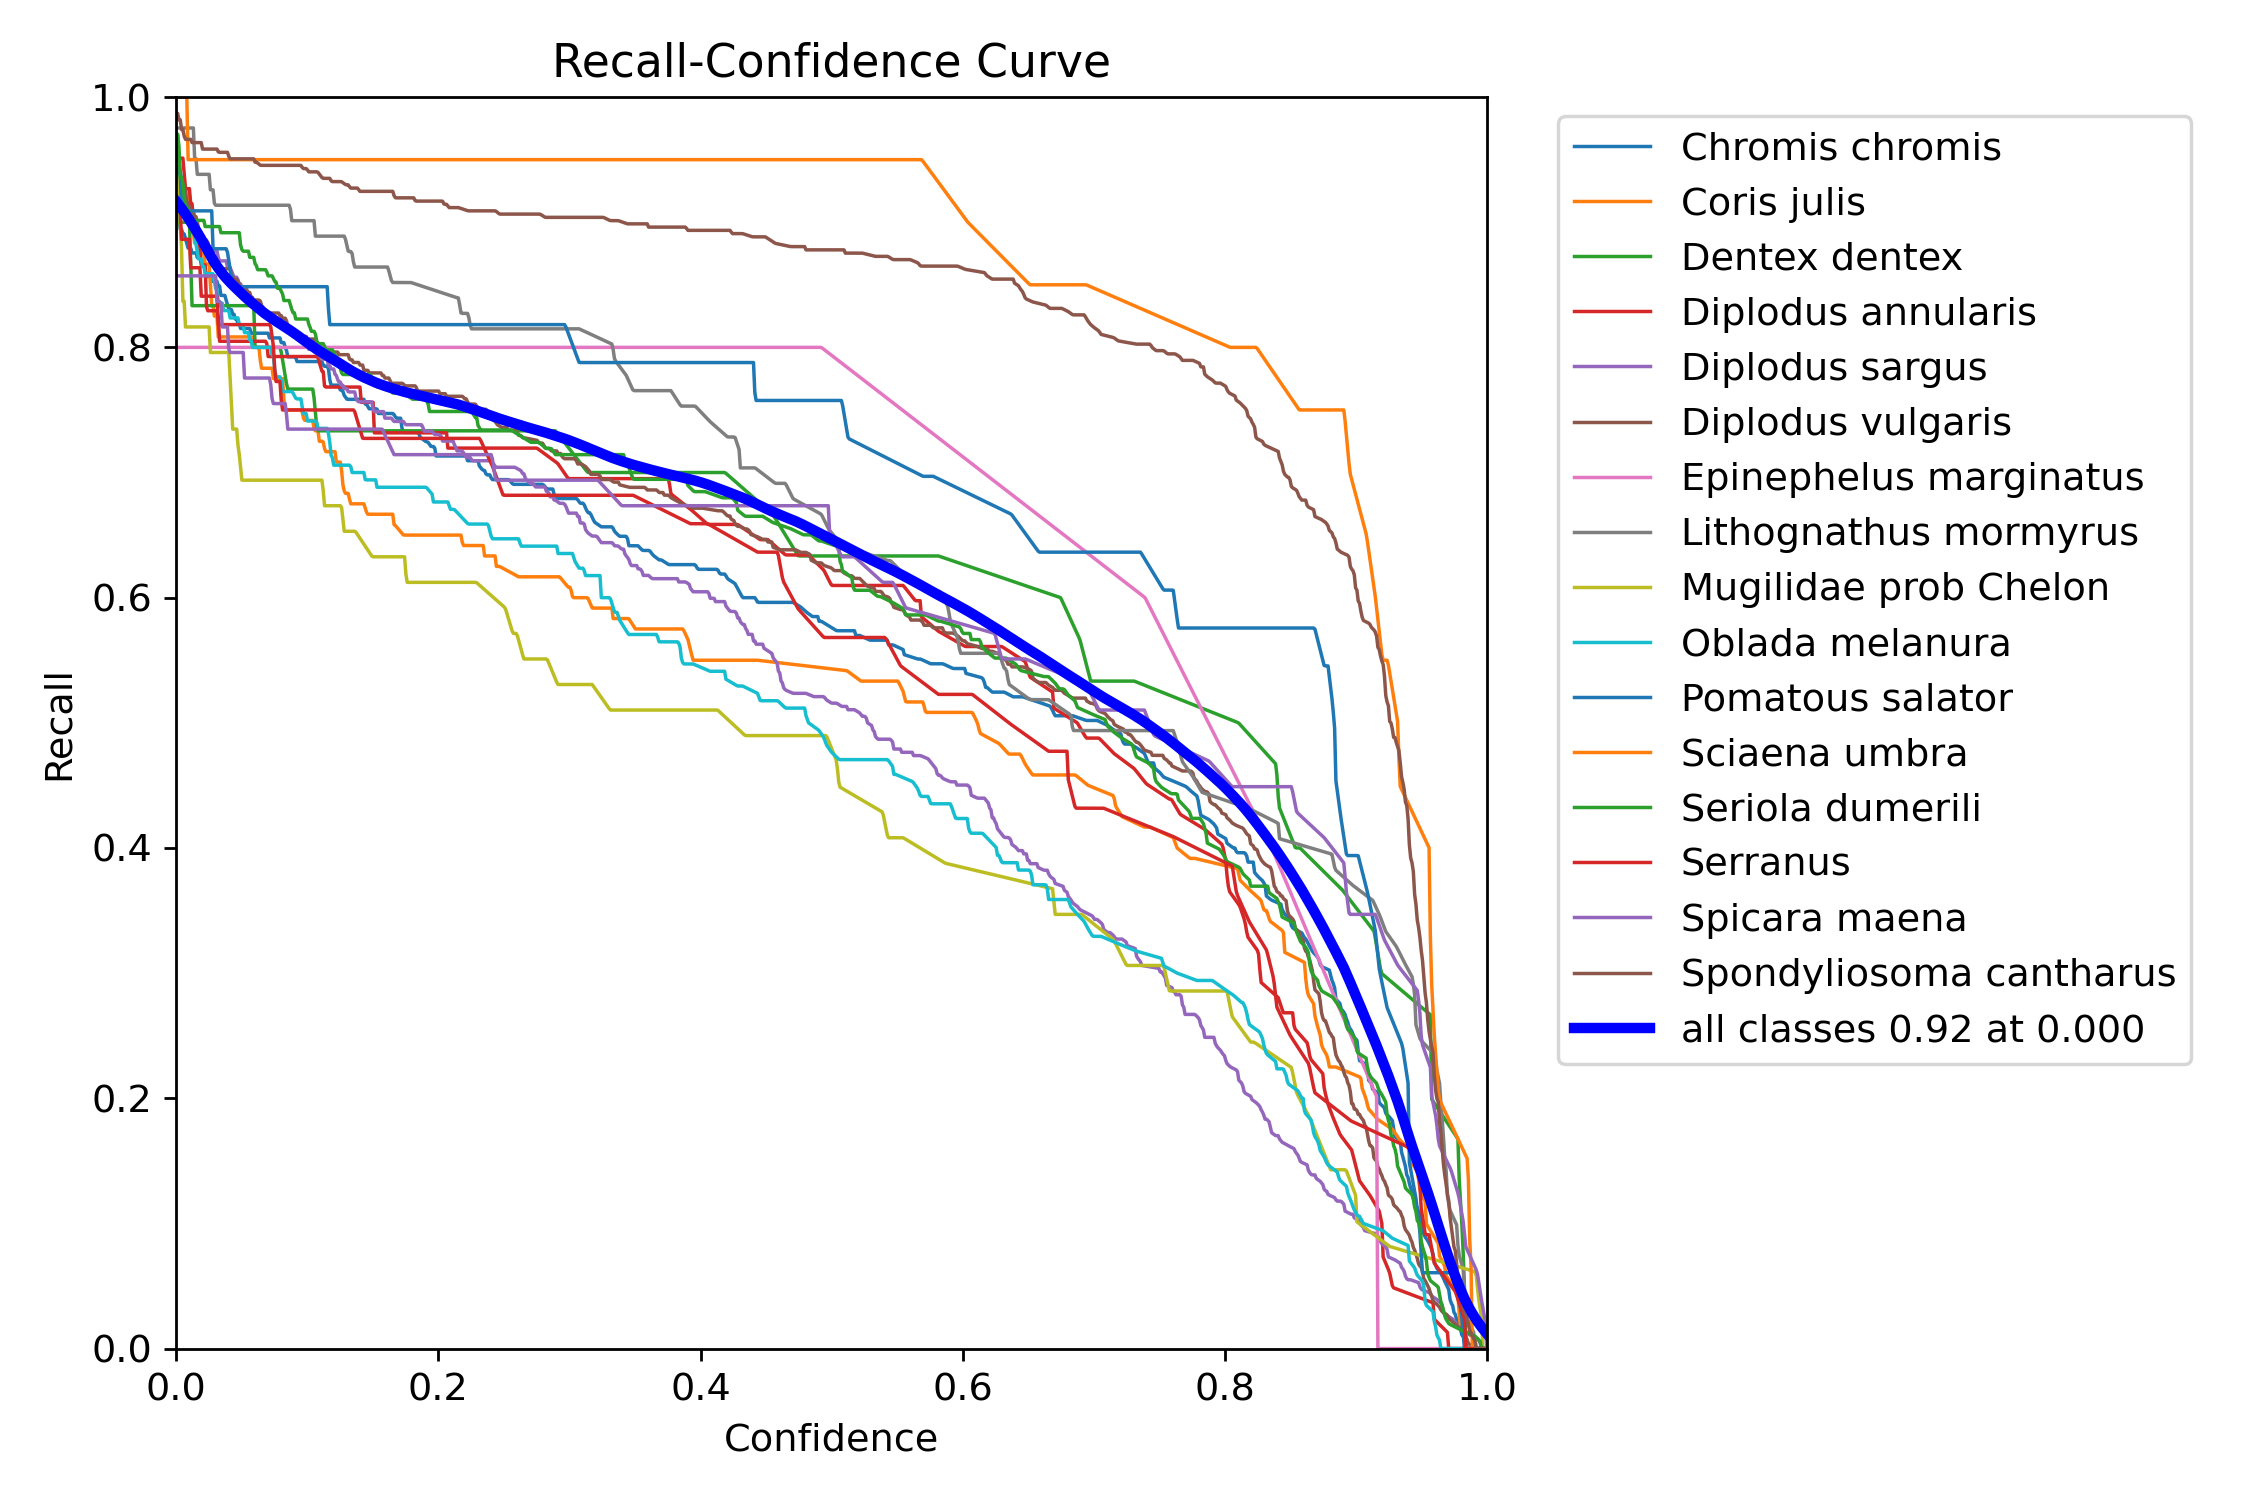 Recall-Confidence Curve
1.0
0.8
0.6
0.4
0.2
0.0
Recall
0.0 0.2 0.4 0.6 0.8 1.0
Confidence
Chromis chromis
Coris julis
Dentex dentex
Diplodus annularis
Diplodus sargus
Diplodus vulgaris
Epinephelus marginatus
Lithognathus mormyrus
Mugilidae prob Chelon
Oblada melanura
Pomatous salator
Sciaena umbra
Seriola dumerili
Serranus
Spicara maena
Spondyliosoma cantharus
all classes 0.92 at 0.000